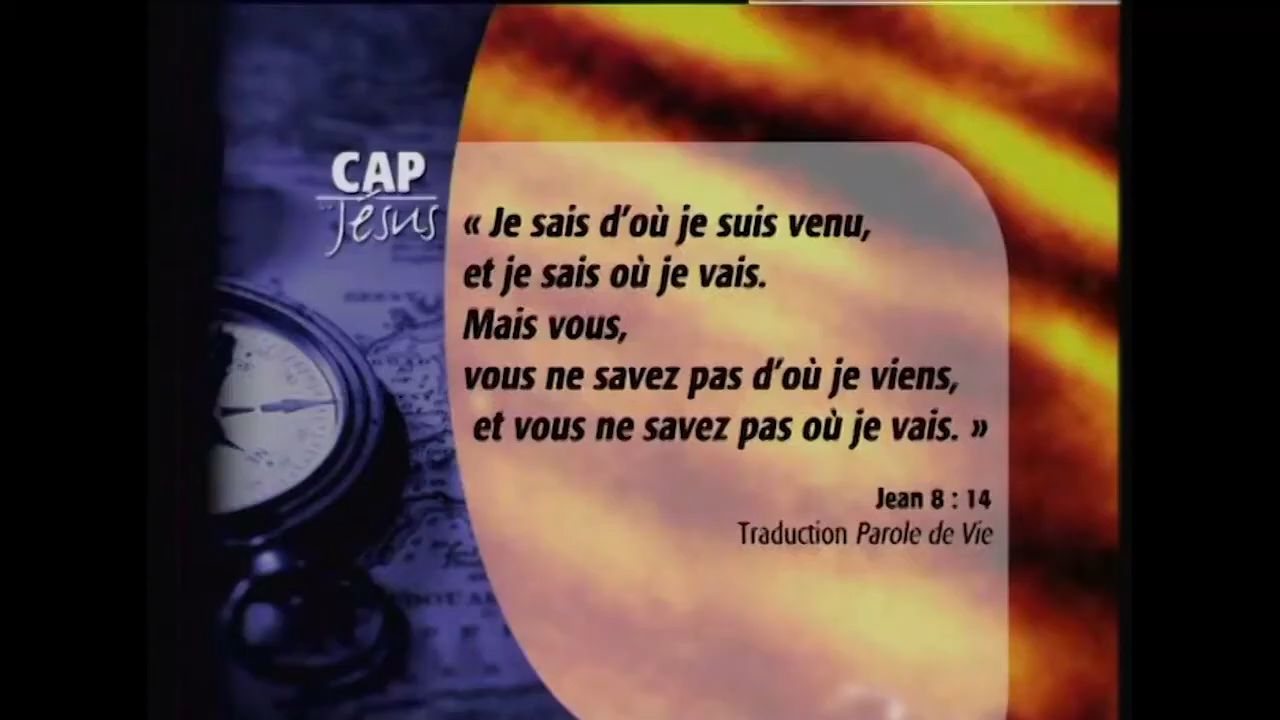 CAP
Jésus
« Je sais d’où je suis venu,
et je sais où je vais.
Mais vous,
vous ne savez pas d’où je viens,
et vous ne savez pas où je vais. »
Jean 8 : 14
Traduction Parole de Vie